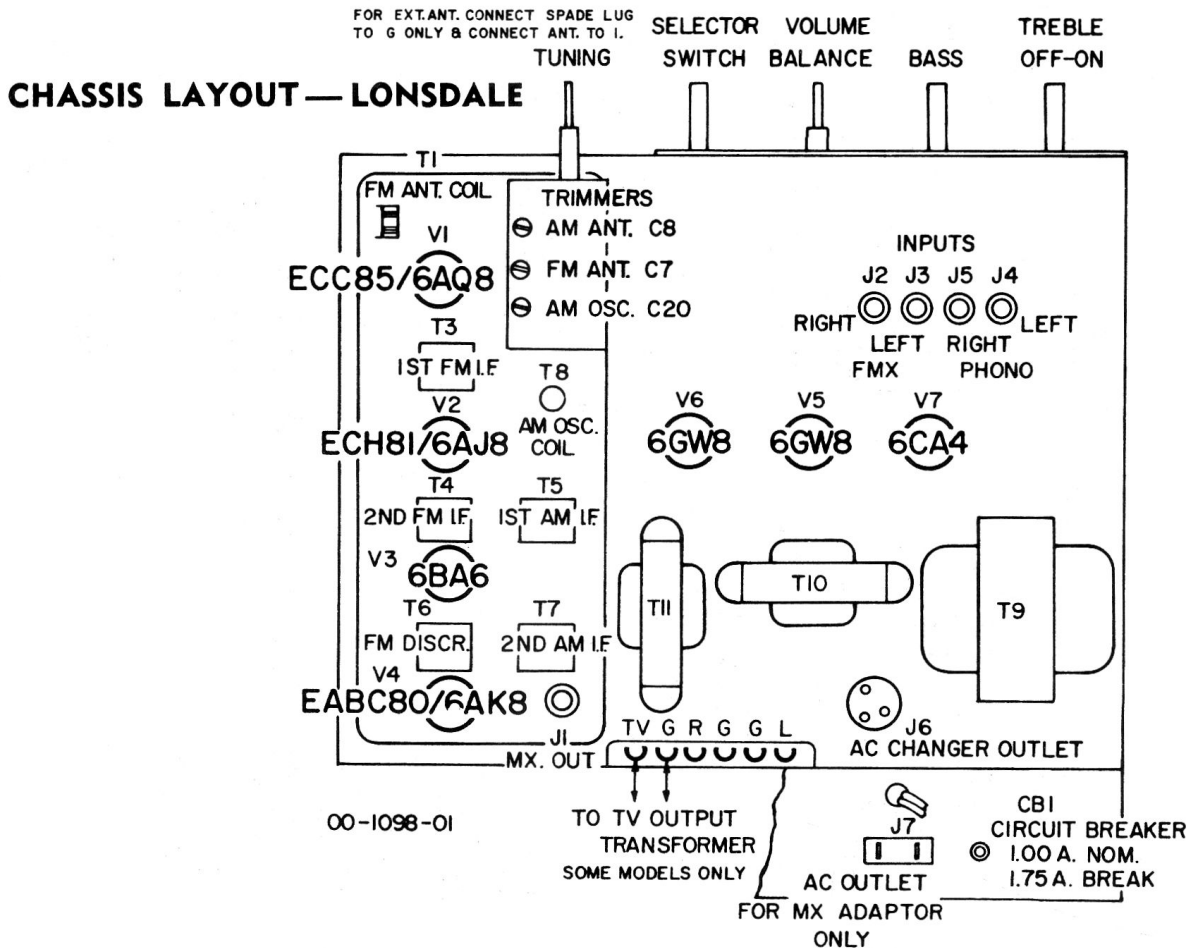 FOR EXT. ANT. CONNECT SPADE LUG
TO G ONLY & CONNECT ANT. TO 1.
TUNING
SELECTOR
SWITCH
VOLUME
BALANCE
BASS
TREBLE
OFF-ON
CHASSIS LAYOUT — LONSDALE
T1
FM ANT. COIL
V1
ECC85/6AQ8
TRIMMERS
AM ANT. C8
FM ANT. C7
AM OSC. C20
INPUTS
J2 J3 J5 J4
RIGHT
LEFT
LEFT RIGHT
FMX PHONO
T3
1ST FM I.F.
T8
AM OSC.
COIL
V2
ECH81/6AJ8
V6
6GW8
V5
6GW8
V7
6CA4
T4
2ND FM I.F.
T5
1ST AM I.F.
V3
6BA6
T11
T10
T9
T6
FM DISCR.
T7
2ND AM I.F.
V4
EABC80/6AK8
J1
MX. OUT
TV G R G G L
J6
AC CHANGER OUTLET
00-1098-01
TO TV OUTPUT
TRANSFORMER
SOME MODELS ONLY
J7
AC OUTLET
FOR MX ADAPTOR
ONLY
CB1
CIRCUIT BREAKER
1.00 A. NOM.
1.75 A. BREAK